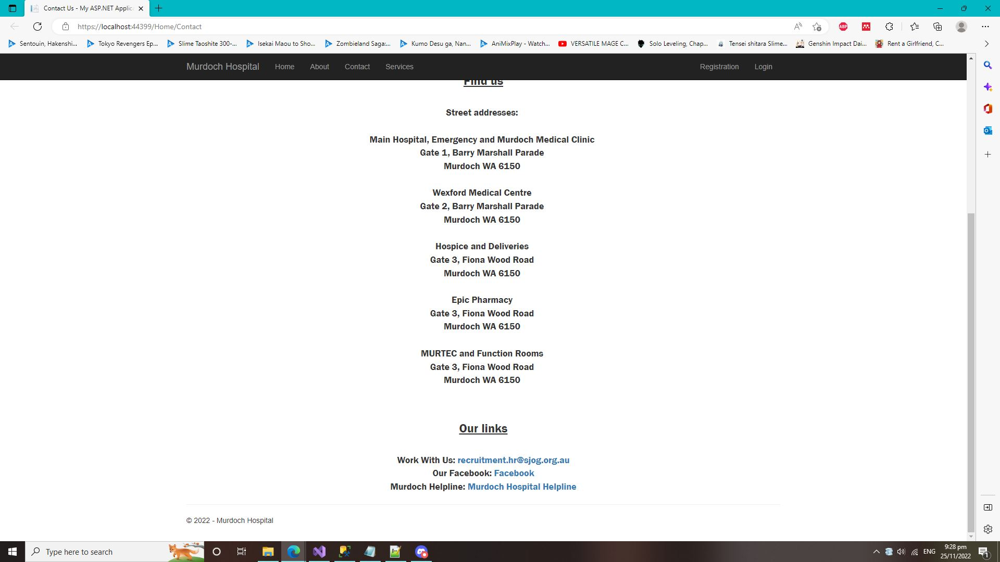 Contact Us - My ASP.NET Applic
https://localhost:44399/Home/Contact
ABP
Sentouin, Hakenshi... Tokyo Revengers Ep... Slime Taoshite 300-... Isekai Maou to Sho... Zombieland Saga:... Kumo Desu ga, Nan... AniMixPlay - Watch... VERSATILE MAGE C... Solo Leveling, Chap... Tensei shitara Slime... Genshin Impact Dai... Rent a Girlfriend, C...
Murdoch Hospital Home About Contact Services Registration Login
Find us
Street addresses:
Main Hospital, Emergency and Murdoch Medical Clinic
Gate 1, Barry Marshall Parade
Murdoch WA 6150
Wexford Medical Centre
Gate 2, Barry Marshall Parade
Murdoch WA 6150
Hospice and Deliveries
Gate 3, Fiona Wood Road
Murdoch WA 6150
Epic Pharmacy
Gate 3, Fiona Wood Road
Murdoch WA 6150
MURTEC and Function Rooms
Gate 3, Fiona Wood Road
Murdoch WA 6150
Our links
Work With Us: recruitment.hr@sjog.org.au
Our Facebook: Facebook
Murdoch Helpline: Murdoch Hospital Helpline
© 2022 - Murdoch Hospital
Type here to search
ENG
9:28 pm
25/11/2022
1